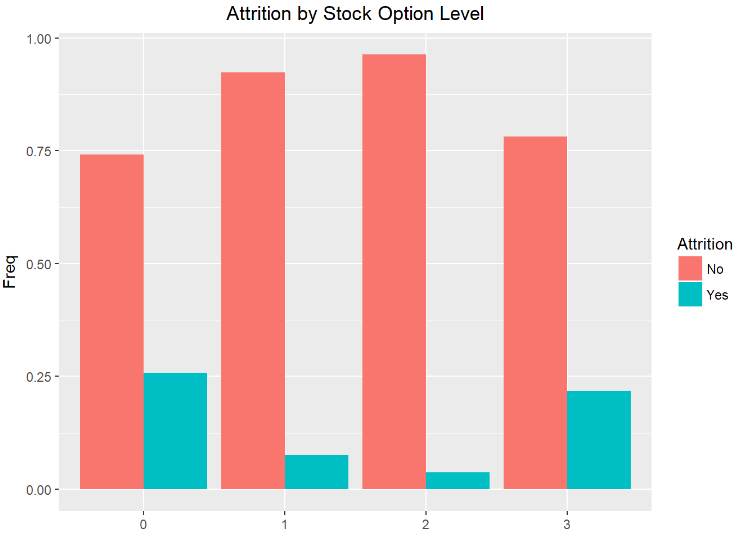 Attrition by Stock Option Level
1.00
0.75
0.50
0.25
0.00
Freq
0 1 2 3
Attrition
No
Yes